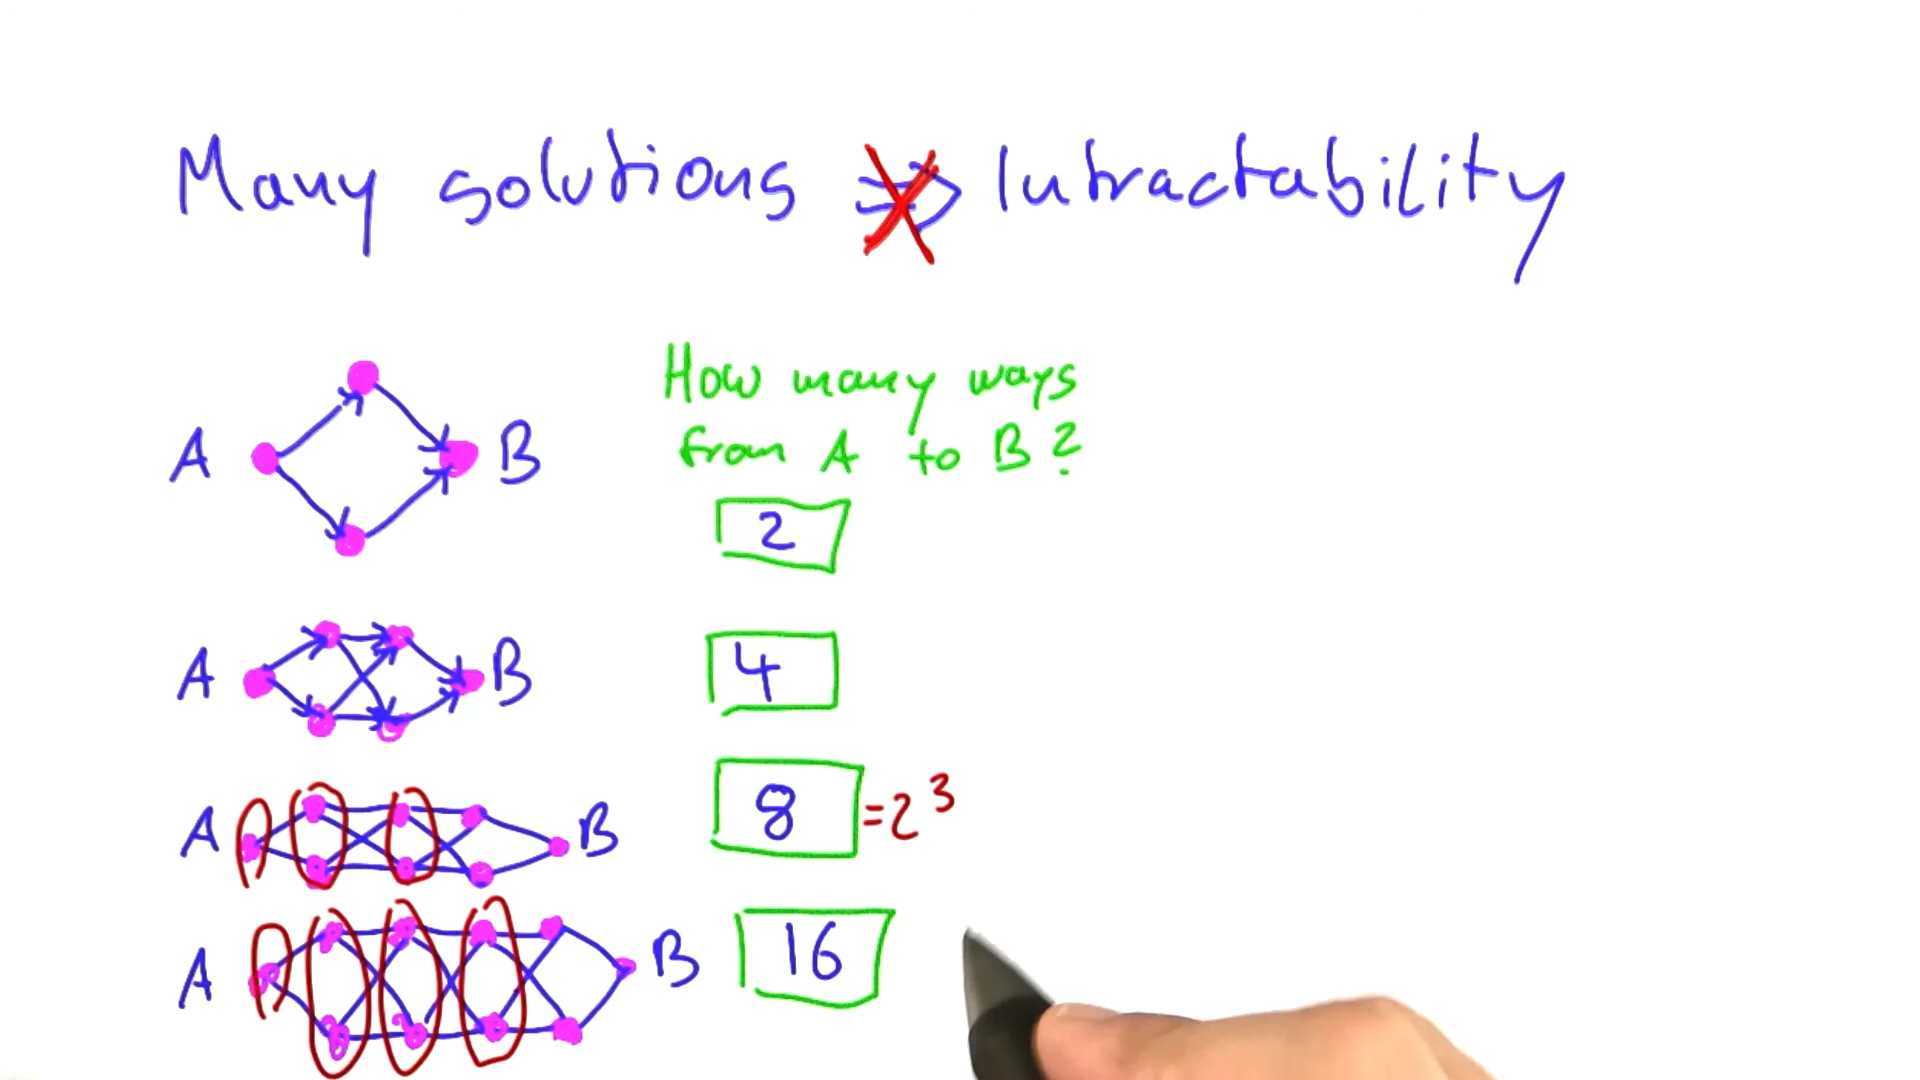 Many solutions ⇒ Intractability
How many ways
from A to B?
A B
2
A B
4
A B
8 = 2³
A B
16